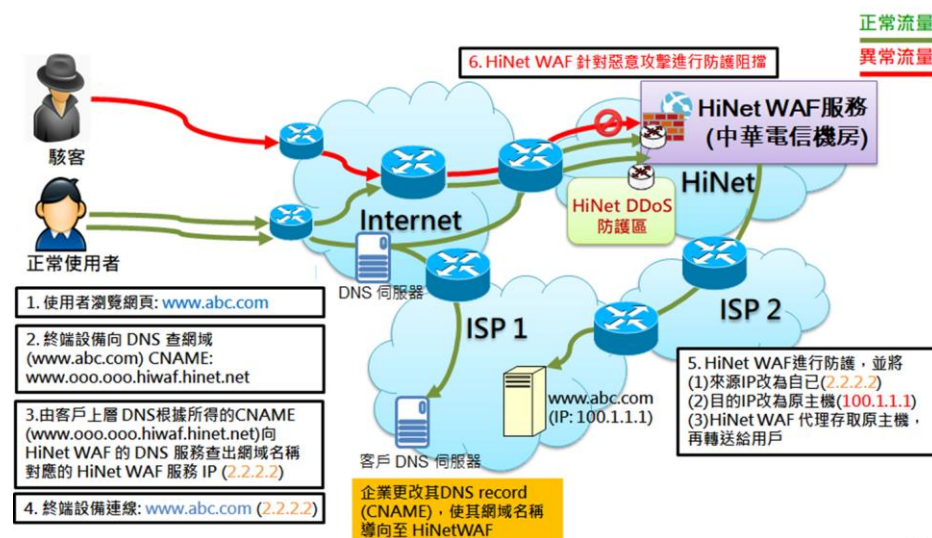 正常流量
異常流量
6. HiNet WAF 針對惡意攻擊進行防護阻擋
HiNet WAF服務
(中華電信機房)
駭客
HiNet
Internet
HiNet DDoS
防護區
正常使用者
DNS 伺服器
1. 使用者瀏覽網頁: www.abc.com
2. 終端設備向 DNS 查網域
(www.abc.com) CNAME:
www.ooo.ooo.hiwaf.hinet.net
3.由客戶上層 DNS根據所得的CNAME
(www.ooo.ooo.hiwaf.hinet.net)向
HiNet WAF 的 DNS 服務查出網域名稱
對應的 HiNet WAF 服務 IP (2.2.2.2)
4. 終端設備連線: www.abc.com (2.2.2.2)
ISP 1
ISP 2
www.abc.com
(IP: 100.1.1.1)
客戶 DNS 伺服器
企業更改其DNS record
(CNAME)，使其網域名稱
導向至 HiNetWAF
5. HiNet WAF進行防護，並將
(1)來源IP改為自已(2.2.2.2)
(2)目的IP改為原主機(100.1.1.1)
(3)HiNet WAF 代理存取原主機，
再轉送給用戶